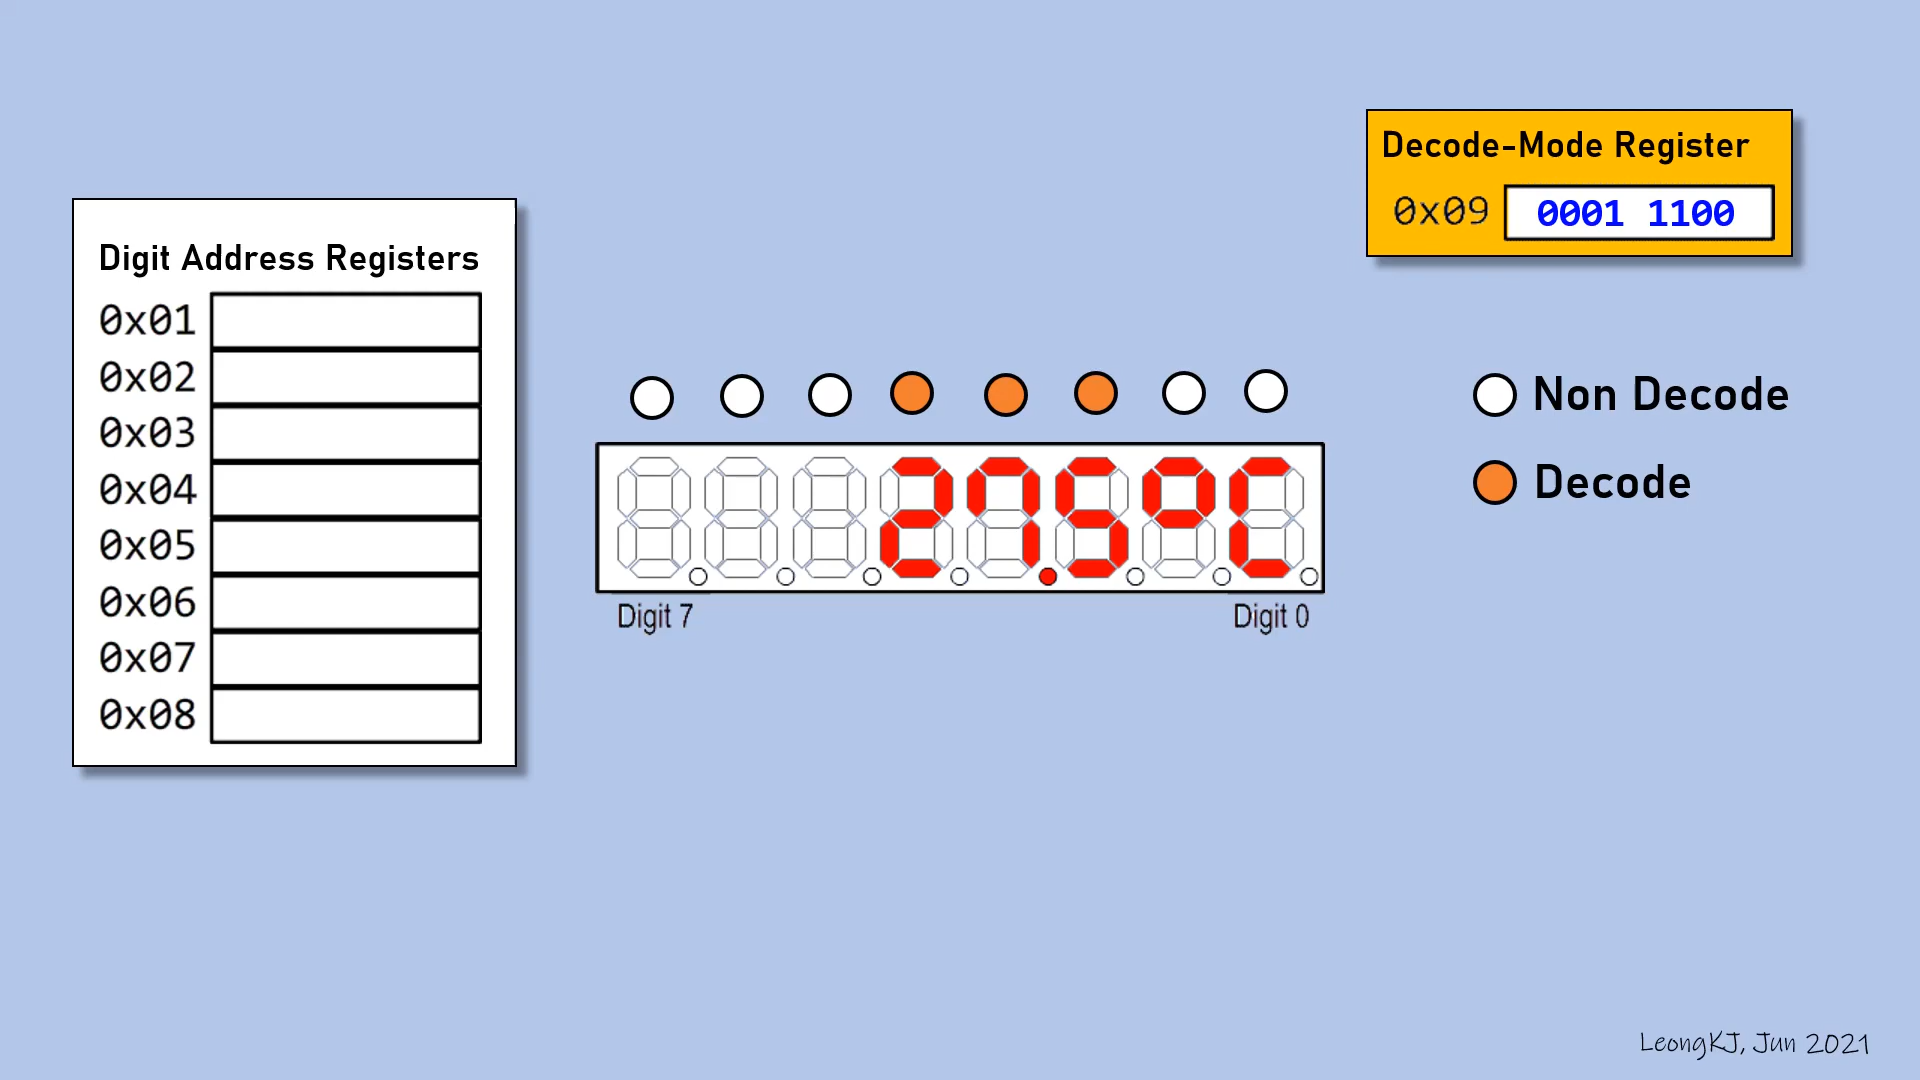 Decode-Mode Register
0x09 0001 1100
Digit Address Registers
0x01
0x02
0x03
0x04
0x05
0x06
0x07
0x08
Non Decode
Decode
275°C
Digit 7
Digit 0
LeongKJ, Jun 2021